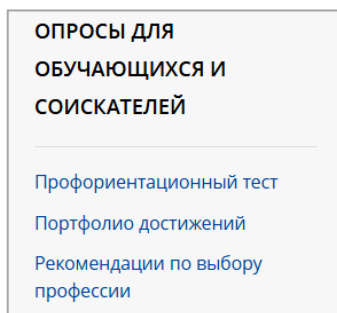 ОПРОСЫ ДЛЯ
ОБУЧАЮЩИХСЯ И
СОИСКАТЕЛЕЙ
Профориентационный тест
Портфолио достижений
Рекомендации по выбору
профессии